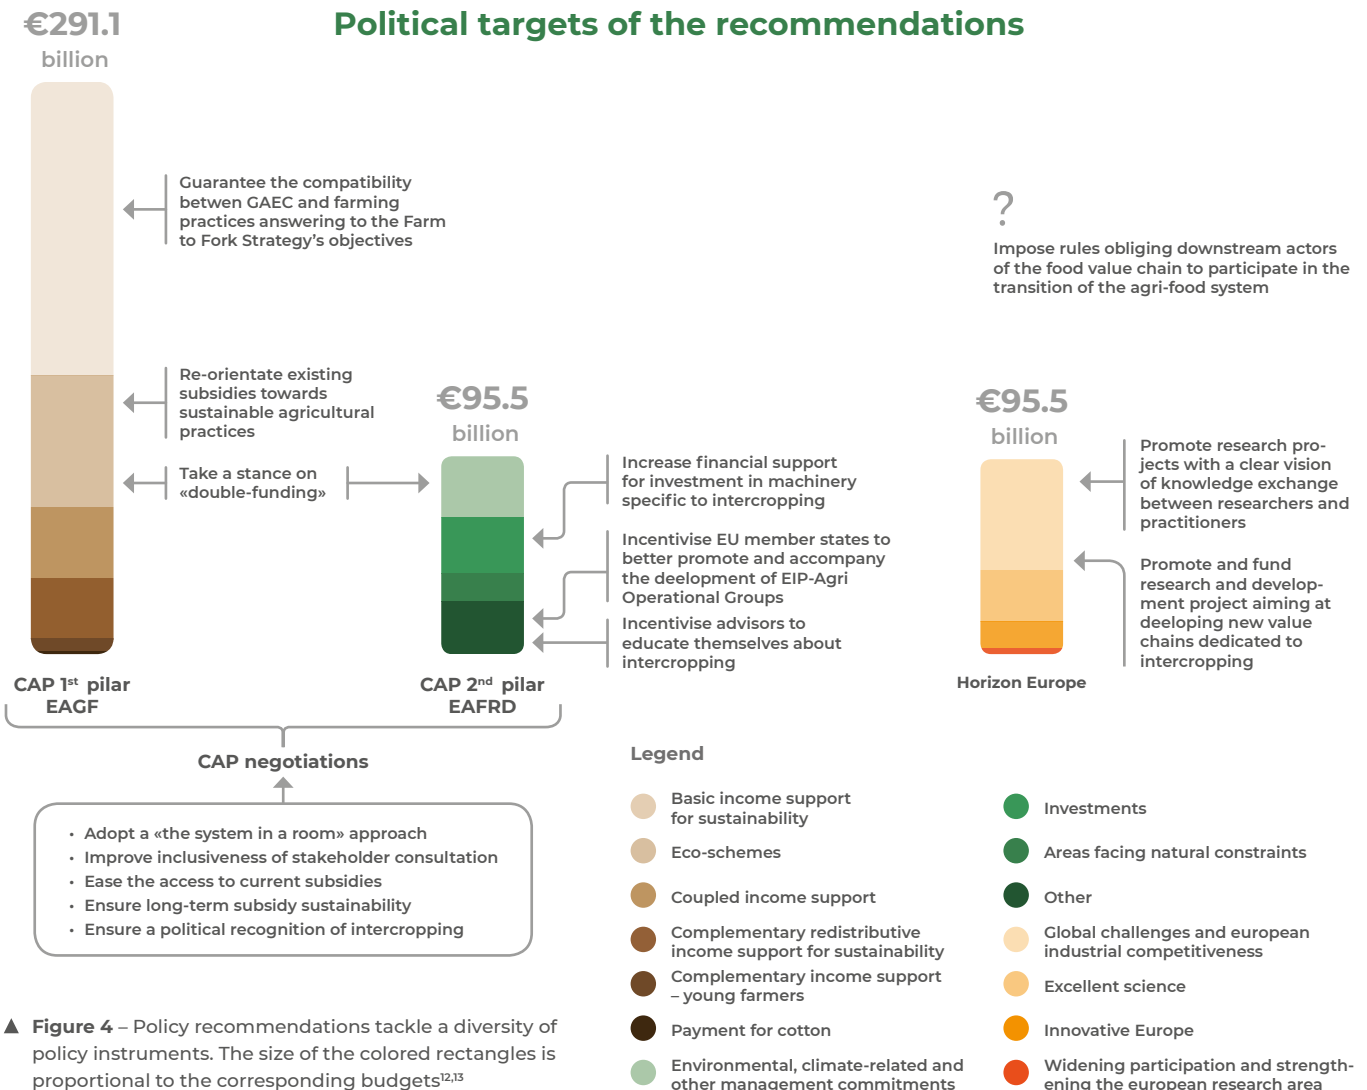 Political targets of the recommendations
€291.1
billion
Guarantee the compatibility
betwen GAEC and farming
practices answering to the Farm
to Fork Strategy’s objectives
Re-orientate existing
subsidies towards
sustainable agricultural
practices
Take a stance on
«double-funding»
CAP 1st pilar
EAGF
€95.5
billion
Increase financial support
for investment in machinery
specific to intercropping
Incentivise EU member states to
better promote and accompany
the deelopment of EIP-Agri
Operational Groups
Incentivise advisors to
educate themselves about
intercropping
CAP 2nd pilar
EAFRD
?
Impose rules obliging downstream actors
of the food value chain to participate in the
transition of the agri-food system
€95.5
billion
Promote research pro-
jects with a clear vision
of knowledge exchange
between researchers and
practitioners
Promote and fund
research and develop-
ment project aiming at
deeloping new value
chains dedicated to
intercropping
Horizon Europe
CAP negotiations
• Adopt a «the system in a room» approach
• Improve inclusiveness of stakeholder consultation
• Ease the access to current subsidies
• Ensure long-term subsidy sustainability
• Ensure a political recognition of intercropping
Legend
Basic income support
for sustainability
Eco-schemes
Coupled income support
Complementary redistributive
income support for sustainability
Complementary income support
– young farmers
Payment for cotton
Environmental, climate-related and
other management commitments
Investments
Areas facing natural constraints
Other
Global challenges and european
industrial competitiveness
Excellent science
Innovative Europe
Widening participation and strength-
ening the european research area
▲ Figure 4 – Policy recommendations tackle a diversity of
policy instruments. The size of the colored rectangles is
proportional to the corresponding budgets12,13